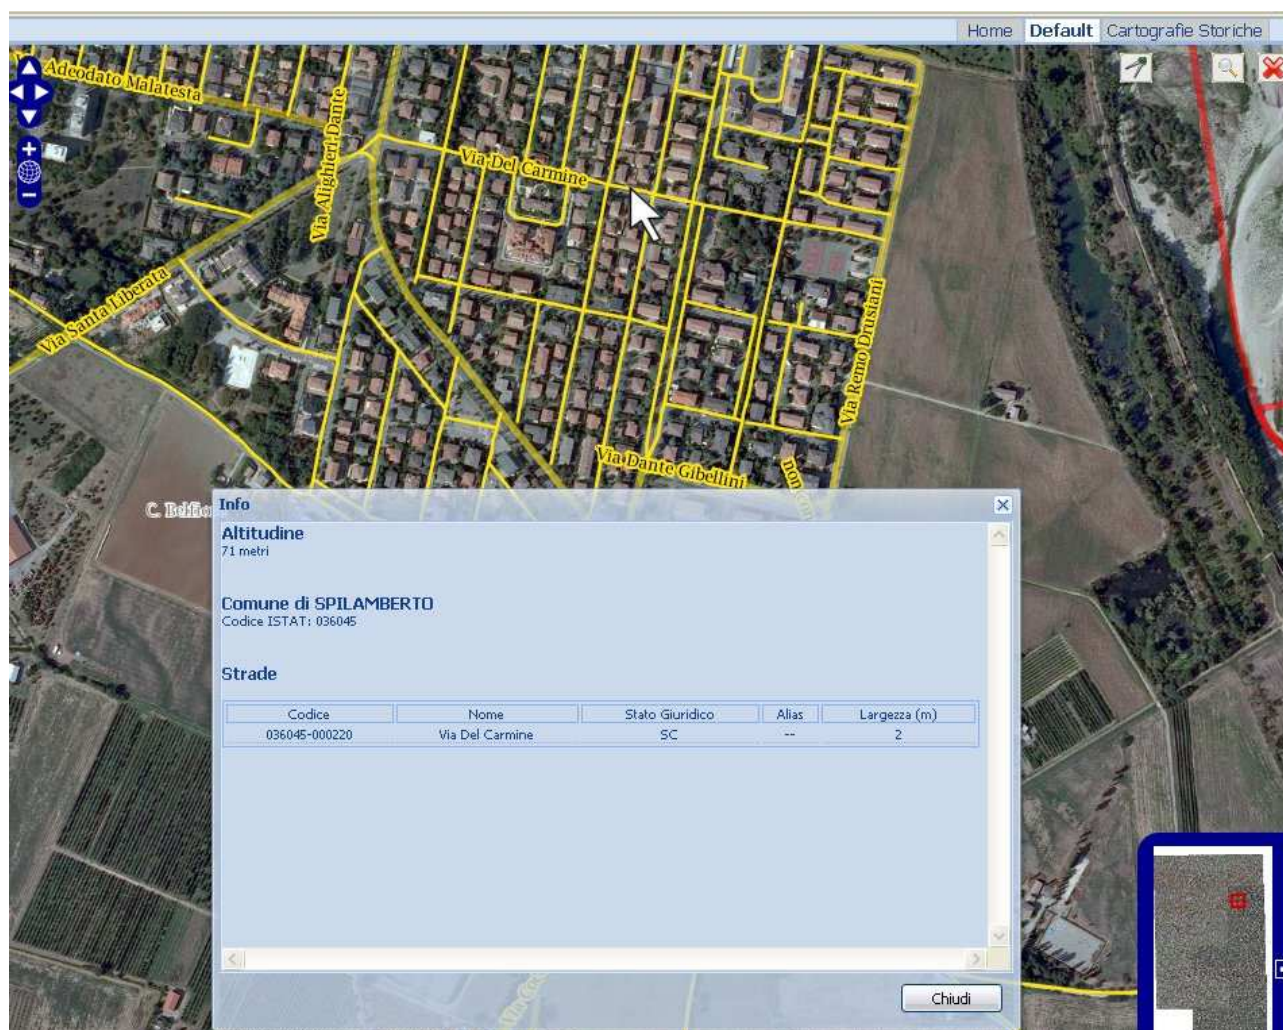 Home Default Cartografie Storiche
Adeodato Malatesta
Via Alighieri Dante
Via Del Carmine
Via Santa Liberata
Via Remo Drusiani
Via Dante Gibellini
C.
Info
Altitudine
71 metri
Comune di SPILAMBERTO
Codice ISTAT: 036045
Strade
Codice Nome Stato Giuridico Alias Largezza (m)
036045-000220 Via Del Carmine SC -- 2
Chiudi